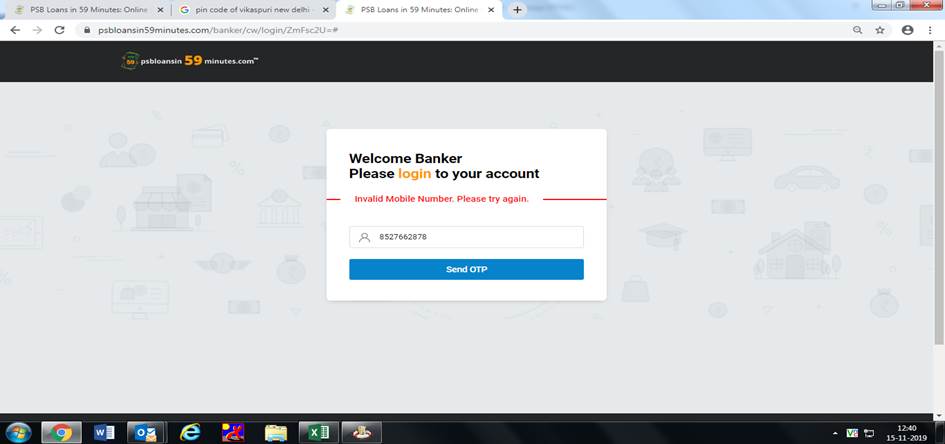 PSB Loans in 59 Minutes: Online
pin code of vikaspuri new delhi -
PSB Loans in 59 Minutes: Online
psbloansin59minutes.com/banker/cw/login/ZmFsc2U=#
psbloansin 59 minutes.com™
Welcome Banker
Please login to your account
Invalid Mobile Number. Please try again.
8527662878
Send OTP
12:40
15-11-2019